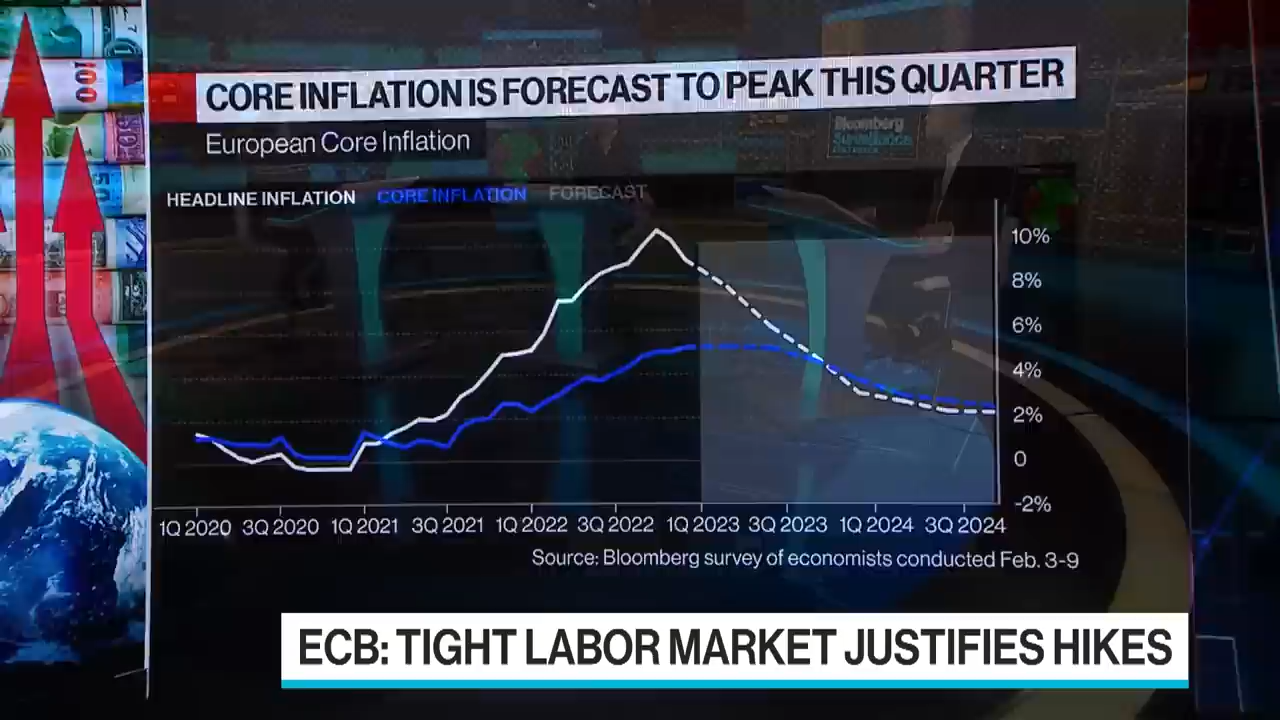 CORE INFLATION IS FORECAST TO PEAK THIS QUARTER
European Core Inflation
Bloomberg
Surveillance
HEADLINE INFLATION CORE INFLATION FORECAST
10%
8%
6%
4%
2%
0
-2%
1Q 2020 3Q 2020 1Q 2021 3Q 2021 1Q 2022 3Q 2022 1Q 2023 3Q 2023 1Q 2024 3Q 2024
Source: Bloomberg survey of economists conducted Feb. 3-9
ECB: TIGHT LABOR MARKET JUSTIFIES HIKES
100